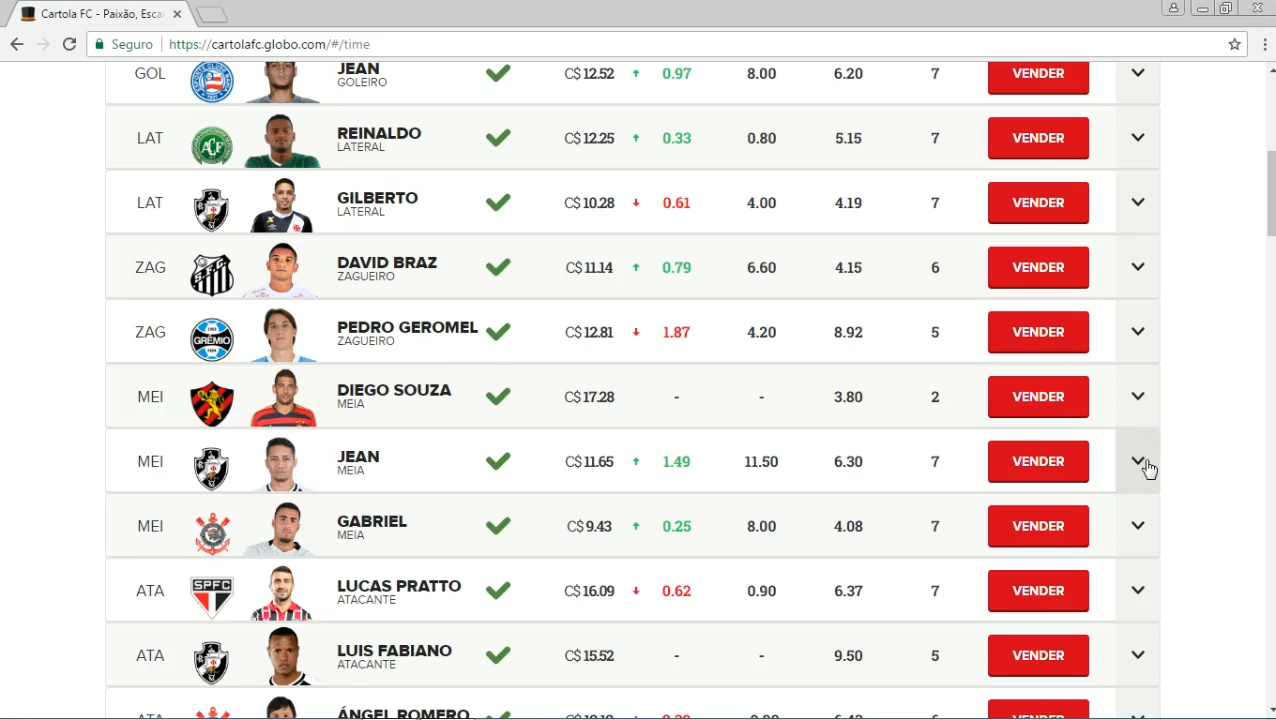 Cartola FC - Paixão, Esca
Seguro https://cartolafc.globo.com/#/time
GOL JEAN C$ 12.52 0.97 8.00 6.20 7 VENDER
GOLEIRO
LAT REINALDO C$ 12.25 0.33 0.80 5.15 7 VENDER
LATERAL
LAT GILBERTO C$ 10.28 0.61 4.00 4.19 7 VENDER
LATERAL
ZAG DAVID BRAZ C$ 11.14 0.79 6.60 4.15 6 VENDER
ZAGUEIRO
ZAG PEDRO GEROMEL C$ 12.81 1.87 4.20 8.92 5 VENDER
ZAGUEIRO
MEI DIEGO SOUZA C$ 17.28 - - 3.80 2 VENDER
MEIA
MEI JEAN C$ 11.65 1.49 11.50 6.30 7 VENDER
MEIA
MEI GABRIEL C$ 9.43 0.25 8.00 4.08 7 VENDER
MEIA
ATA LUCAS PRATTO C$ 16.09 0.62 0.90 6.37 7 VENDER
ATACANTE
SPFC
ATA LUIS FABIANO C$ 15.52 - - 9.50 5 VENDER
ATACANTE
ATA ÁNGEL ROMERO VENDER